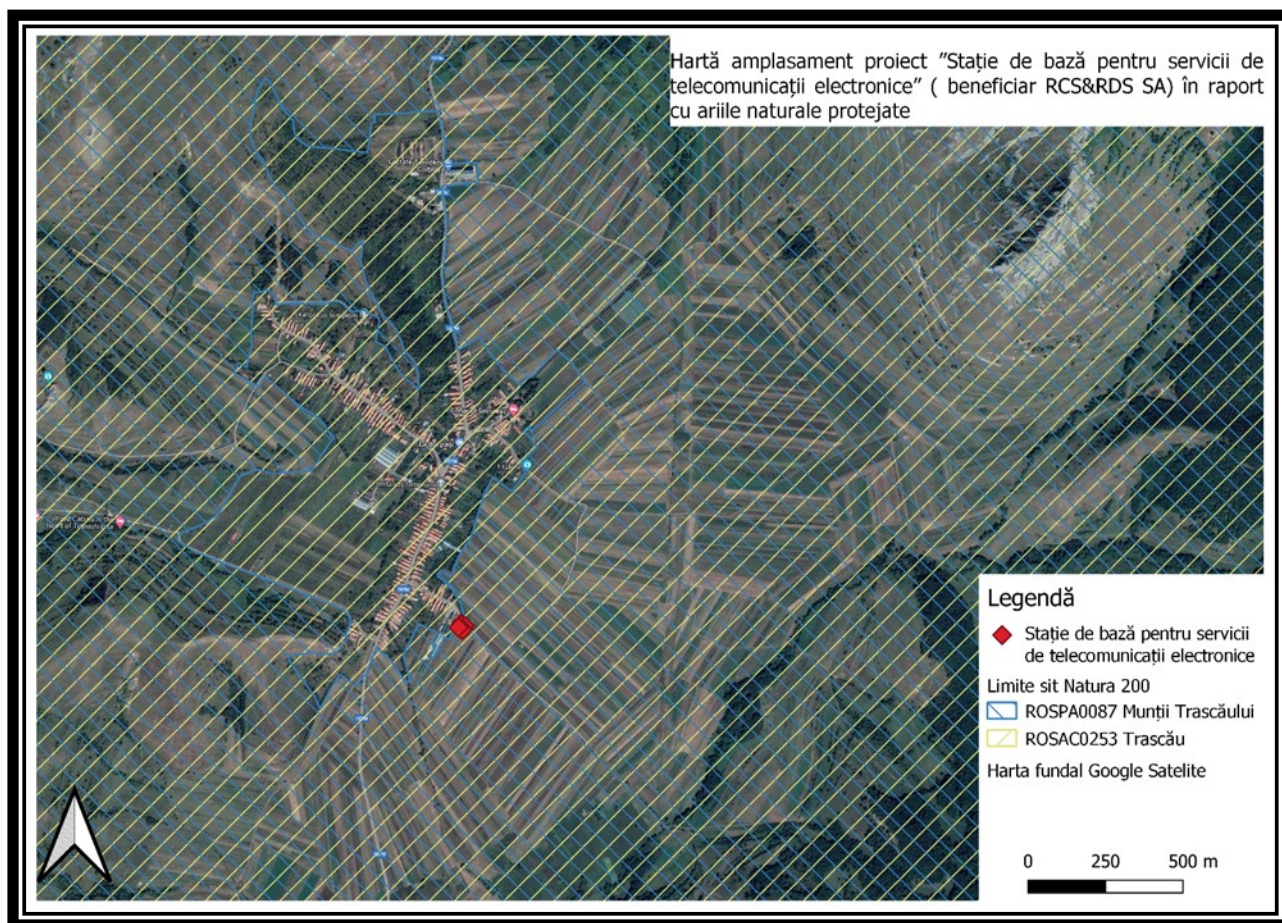 Hartă amplasament proiect ”Stație de bază pentru servicii de
telecomunicații electronice” ( beneficiar RCS&RDS SA) în raport
cu ariile naturale protejate
Legendă
Stație de bază pentru servicii
de telecomunicații electronice
Limite sit Natura 200
ROSPA0087 Munții Trascăului
ROSAC0253 Trascău
Harta fundal Google Satelite
0 250 500 m